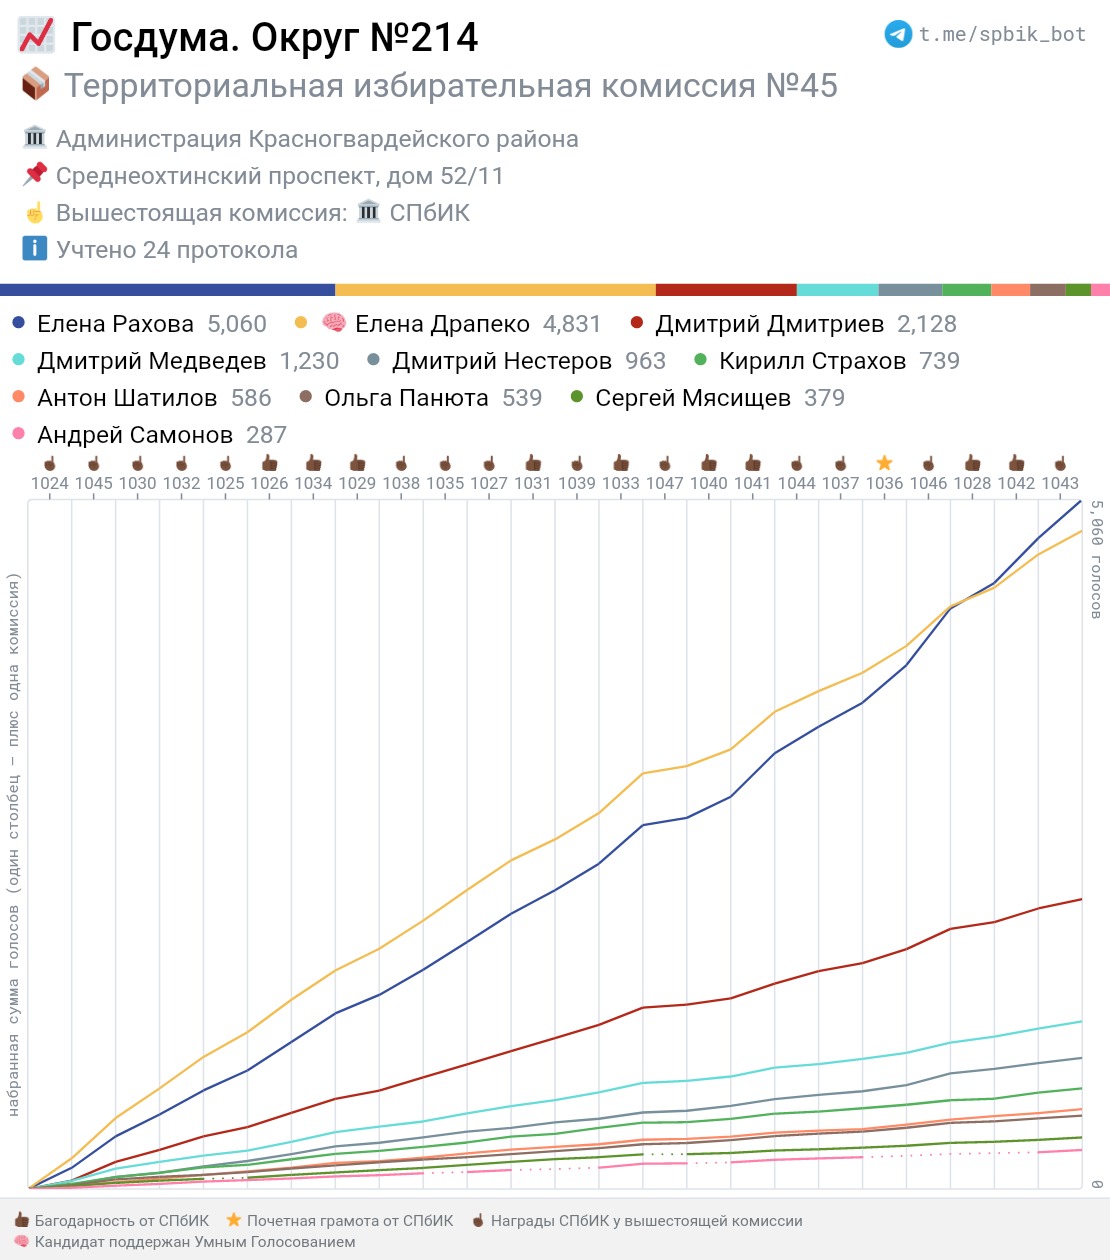 Госдума. Округ №214
t.me/spbik_bot
Территориальная избирательная комиссия №45
Администрация Красногвардейского района
Среднеохтинский проспект, дом 52/11
Вышестоящая комиссия: СПбИК
Учтено 24 протокола
Елена Рахова 5,060 Елена Драпеко 4,831 Дмитрий Дмитриев 2,128
Дмитрий Медведев 1,230 Дмитрий Нестеров 963 Кирилл Страхов 739
Антон Шатилов 586 Ольга Панюта 539 Сергей Мясищев 379
Андрей Самонов 287
1024 1045 1030 1032 1025 1026 1034 1029 1038 1035 1027 1031 1039 1033 1047 1040 1041 1044 1037 1036 1046 1028 1042 1043
набранная сумма голосов (один столбец – плюс одна комиссия)
5,060 голосов
0
Багодарность от СПбИК Почетная грамота от СПбИК Награды СПбИК у вышестоящей комиссии
Кандидат поддержан Умным Голосованием